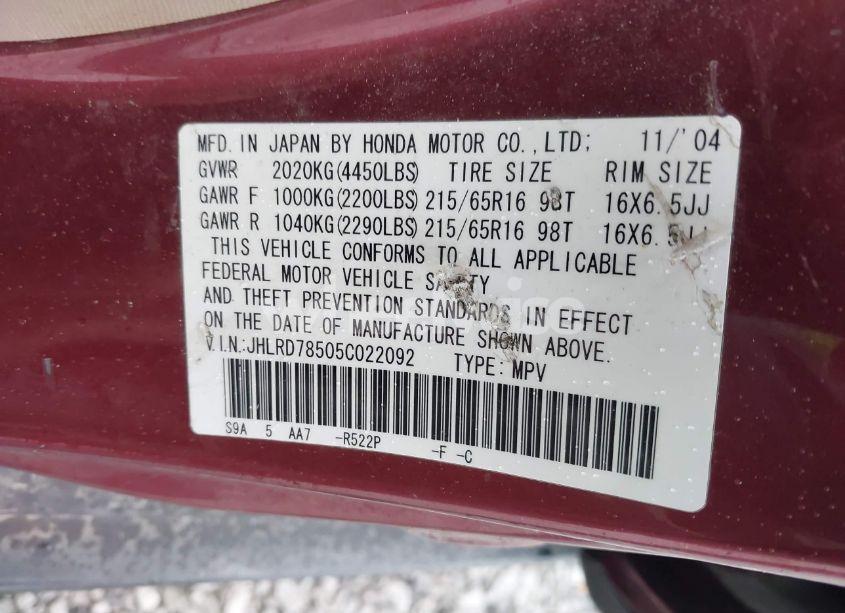 MFD. IN JAPAN BY HONDA MOTOR CO.,LTD: 11/'04
GVWR 2020KG(4450LBS) TIRE SIZE RIM SIZE
GAWR F 1000KG(2200LBS) 215/65R16 98T 16X6.5JJ
GAWR R 1040KG(2290LBS) 215/65R16 98T 16X6.5JJ
THIS VEHICLE CONFORMS TO ALL APPLICABLE
FEDERAL MOTOR VEHICLE SAFETY
AND THEFT PREVENTION STANDARDS IN EFFECT
ON THE DATE OF MANUFACTURE SHOWN ABOVE.
V.I.N:JHLRD78505C022092 TYPE:MPV
S9A 5 AA7 -R522P -F -C